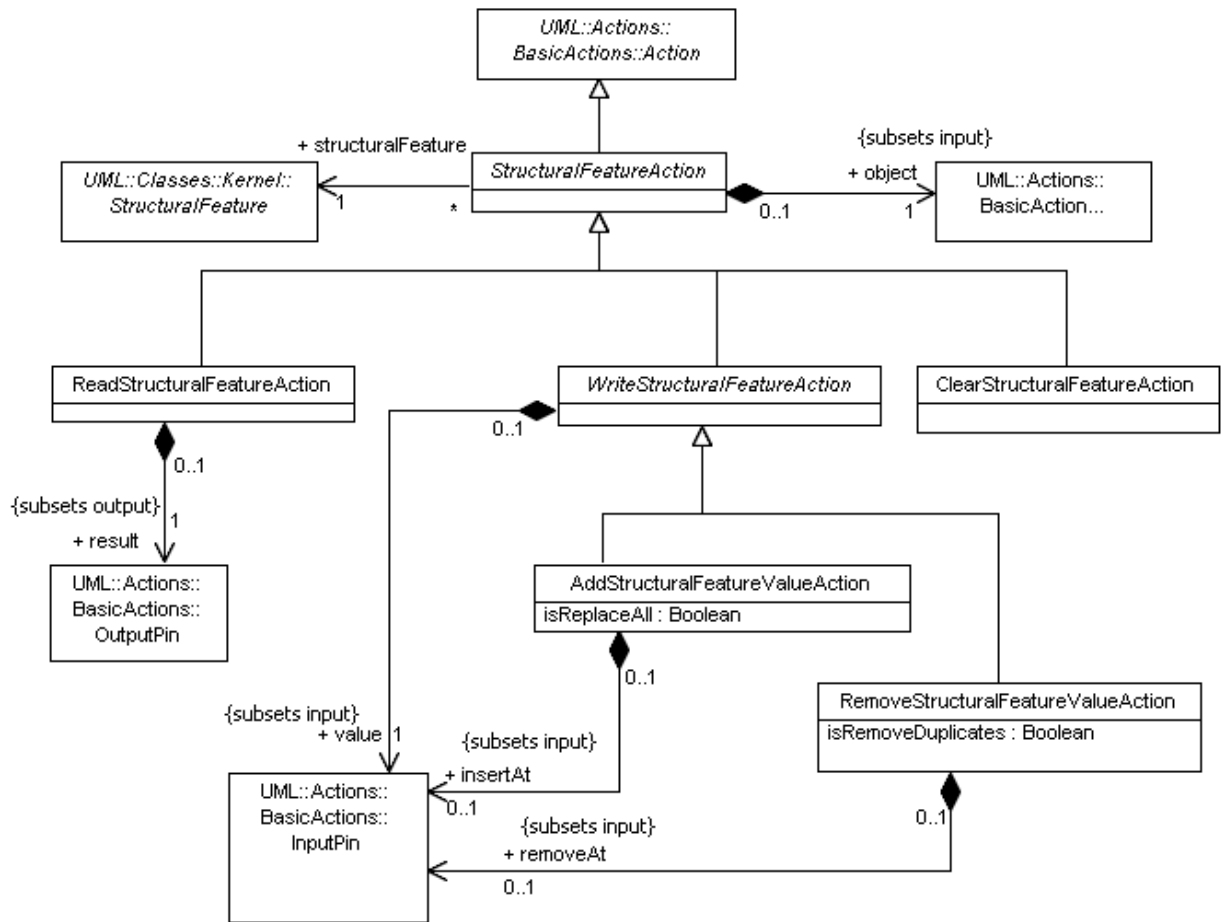 UML::Actions::
BasicActions::Action
+ structuralFeature
{subsets input}
UML::Classes::Kernel::
StructuralFeature
1
*
StructuralFeatureAction
0..1
+ object
1
UML::Actions::
BasicAction...
ReadStructuralFeatureAction
WriteStructuralFeatureAction
ClearStructuralFeatureAction
0..1
0..1
{subsets output}
1
+ result
UML::Actions::
BasicActions::
OutputPin
AddStructuralFeatureValueAction
isReplaceAll : Boolean
0..1
RemoveStructuralFeatureValueAction
isRemoveDuplicates : Boolean
{subsets input}
+ value
1
{subsets input}
+ insertAt
0..1
UML::Actions::
BasicActions::
InputPin
0..1
{subsets input}
+ removeAt
0..1